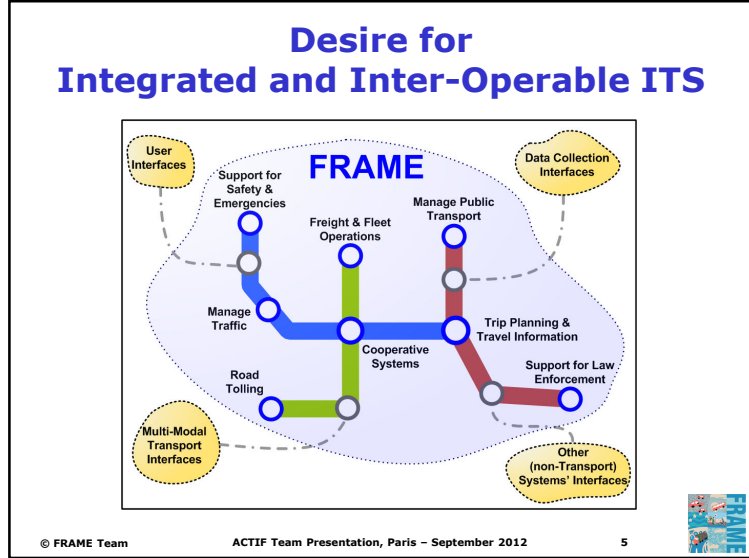 Desire for
Integrated and Inter-Operable ITS
User
Interfaces
Support for
Safety &
Emergencies
FRAME
Data Collection
Interfaces
Freight & Fleet
Operations
Manage Public
Transport
Manage
Traffic
Cooperative
Systems
Trip Planning &
Travel Information
Road
Tolling
Support for Law
Enforcement
Multi-Modal
Transport
Interfaces
Other
(non-Transport)
Systems' Interfaces
© FRAME Team
ACTIF Team Presentation, Paris – September 2012
5
FRAME